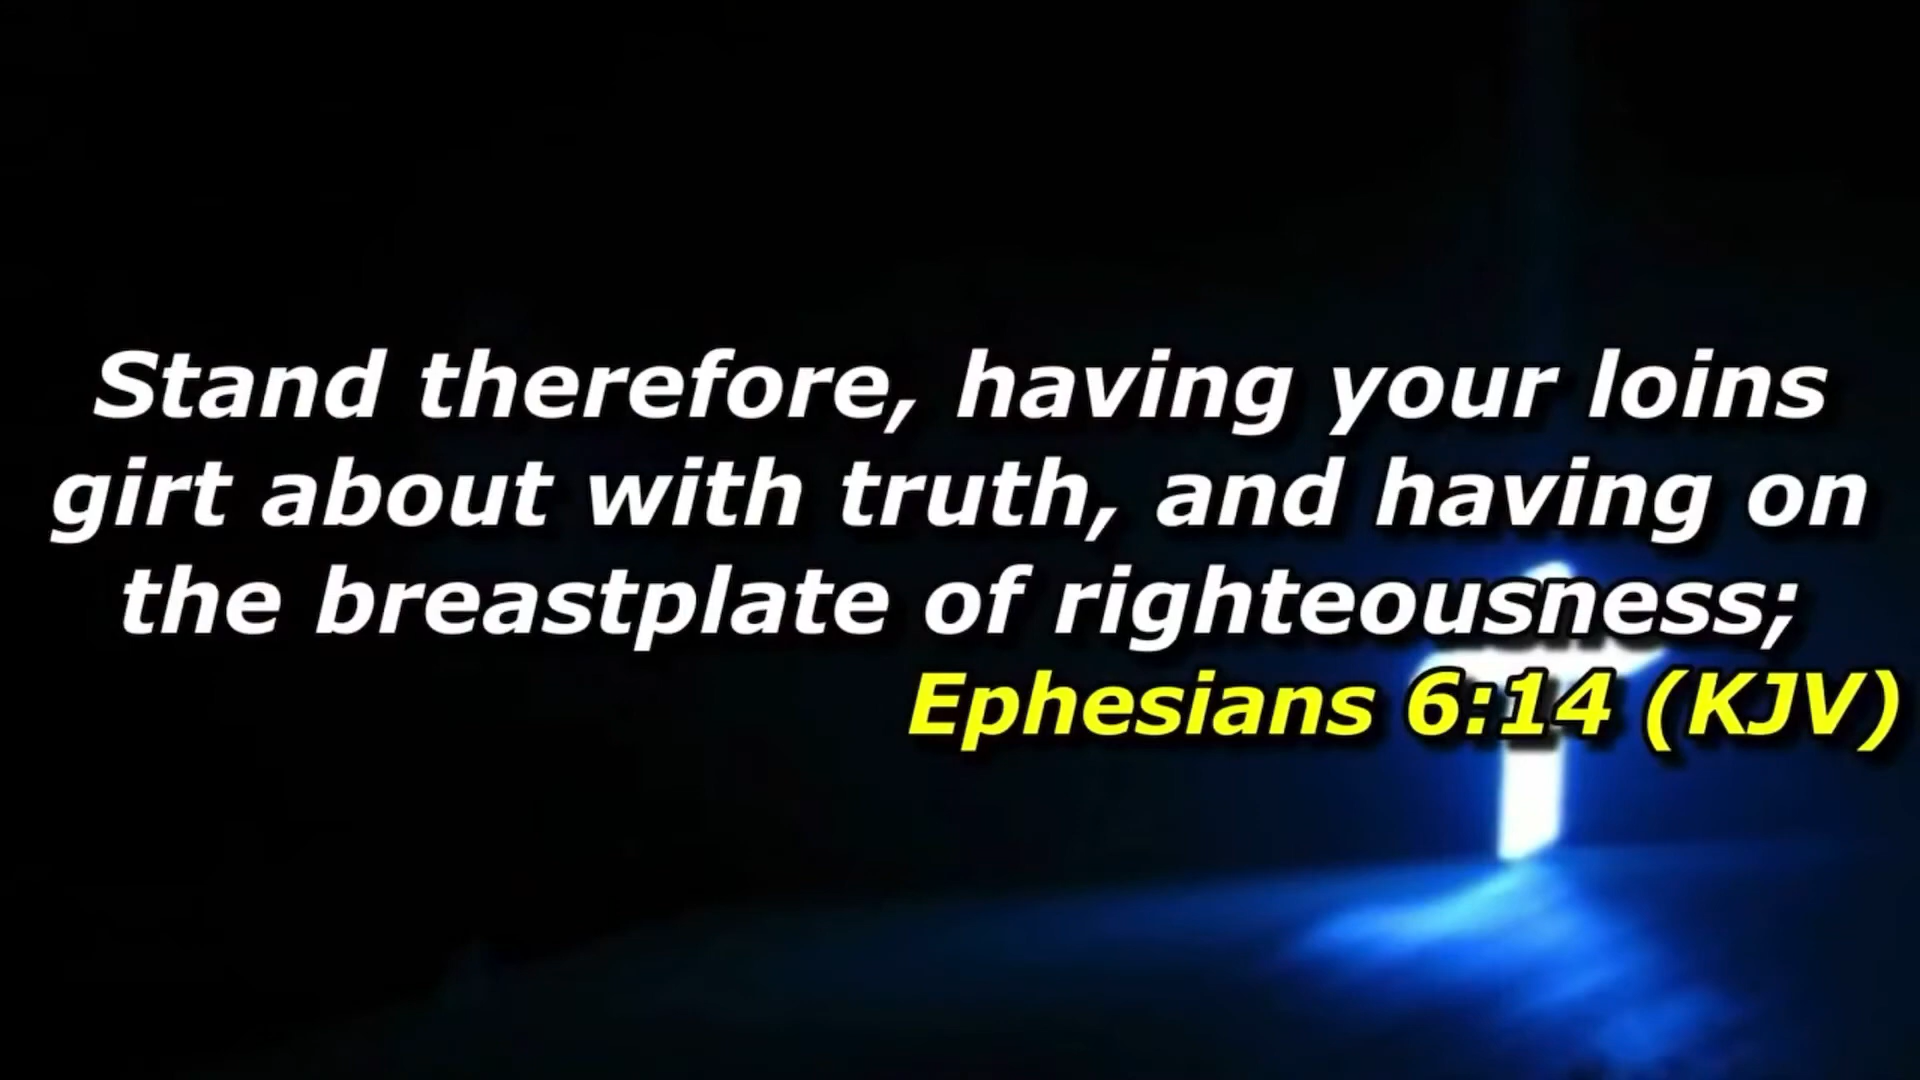 Stand therefore, having your loins
girt about with truth, and having on
the breastplate of righteousness;
Ephesians 6:14 (KJV)